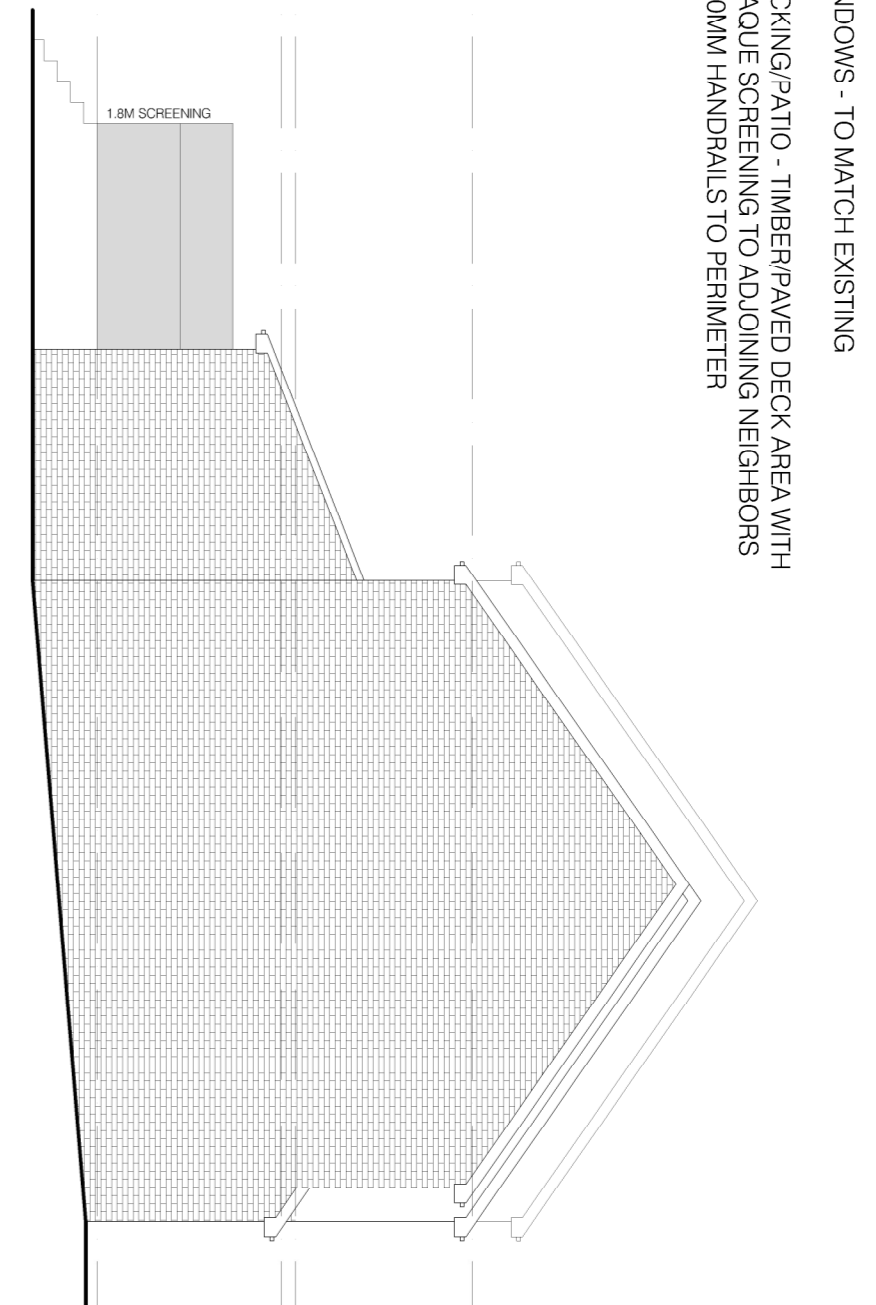 NDOWS - TO MATCH EXISTING
CKING/PATIO - TIMBER/PAVED DECK AREA WITH
AQUE SCREENING TO ADJOINING NEIGHBORS
0MM HANDRAILS TO PERIMETER
1.8M SCREENING